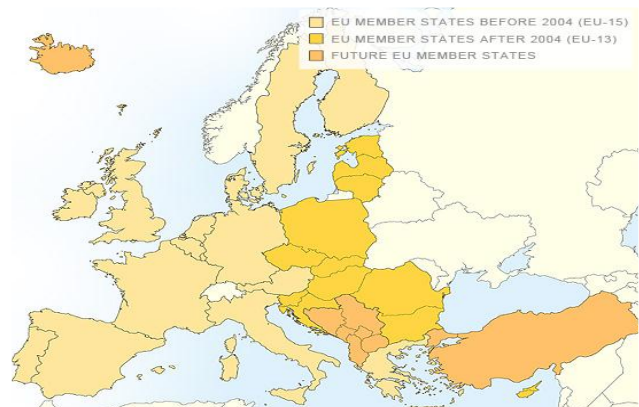 EU MEMBER STATES BEFORE 2004 (EU-15)
EU MEMBER STATES AFTER 2004 (EU-13)
FUTURE EU MEMBER STATES